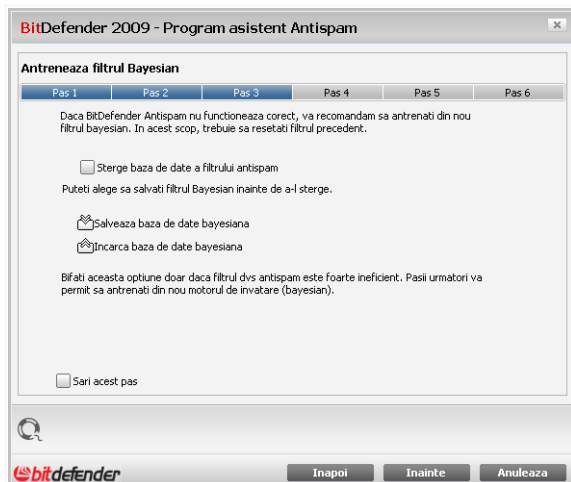 BitDefender 2009 - Program asistent Antispam
Antreneaza filtrul Bayesian
Pas 1 Pas 2 Pas 3 Pas 4 Pas 5 Pas 6
Daca BitDefender Antispam nu functioneaza corect, va recomandam sa antrenati din nou
filtrul bayesian. In acest scop, trebuie sa resetati filtrul precedent.
Sterge baza de date a filtrului antispam
Puteti alege sa salvati filtrul Bayesian inainte de a-l sterge.
Salveaza baza de date bayesiana
Incarca baza de date bayesiana
Bifati aceasta optiune doar daca filtrul dvs antispam este foarte ineficient. Pasii urmatori va
permit sa antrenati din nou motorul de invatare (bayesian).
Sari acest pas
bitdefender
Inapoi Inainte Anuleaza